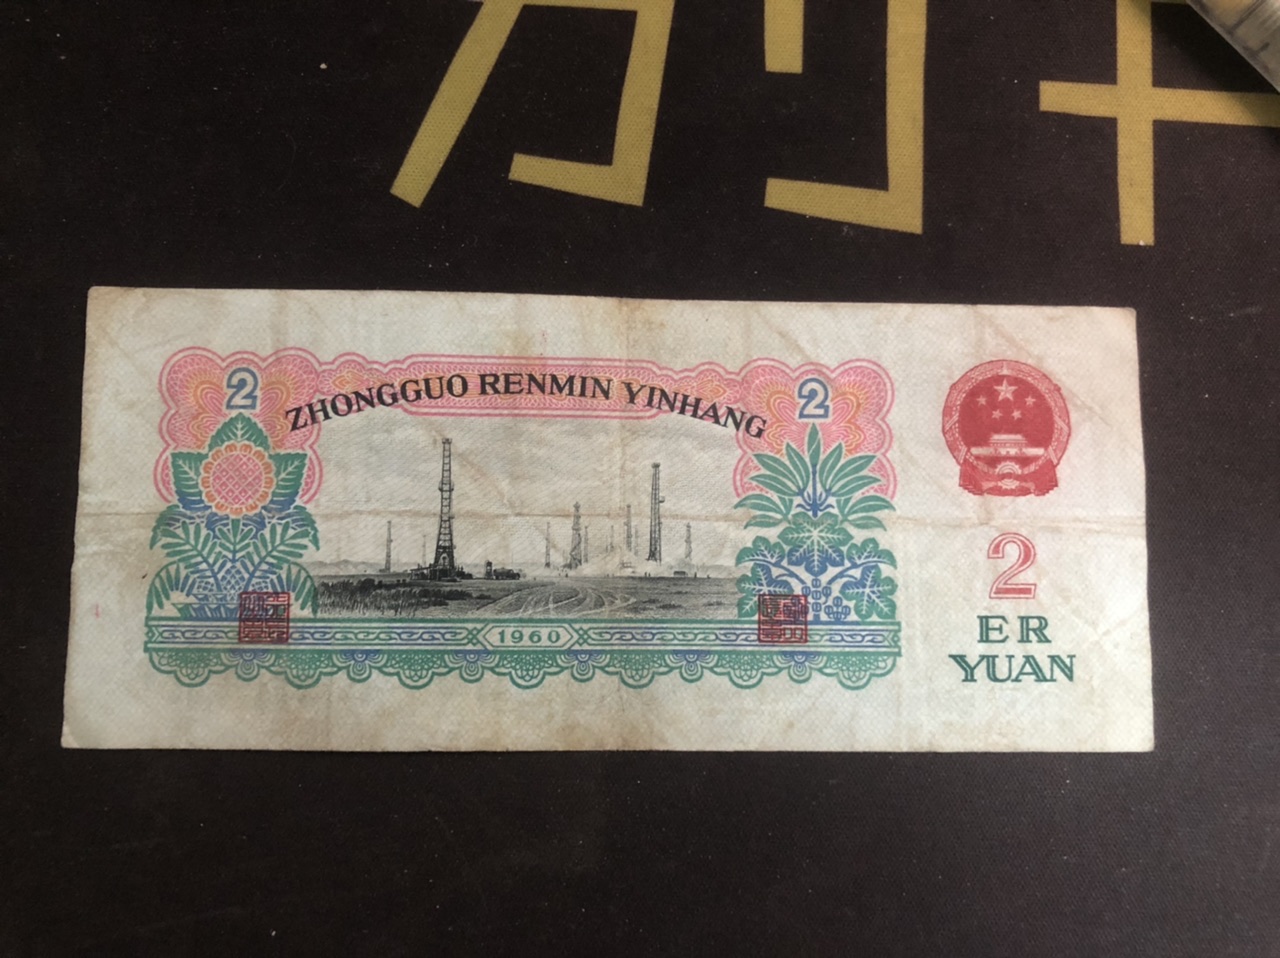 2
ZHONGGUO RENMIN YINHANG
2
2
ER
YUAN
1960